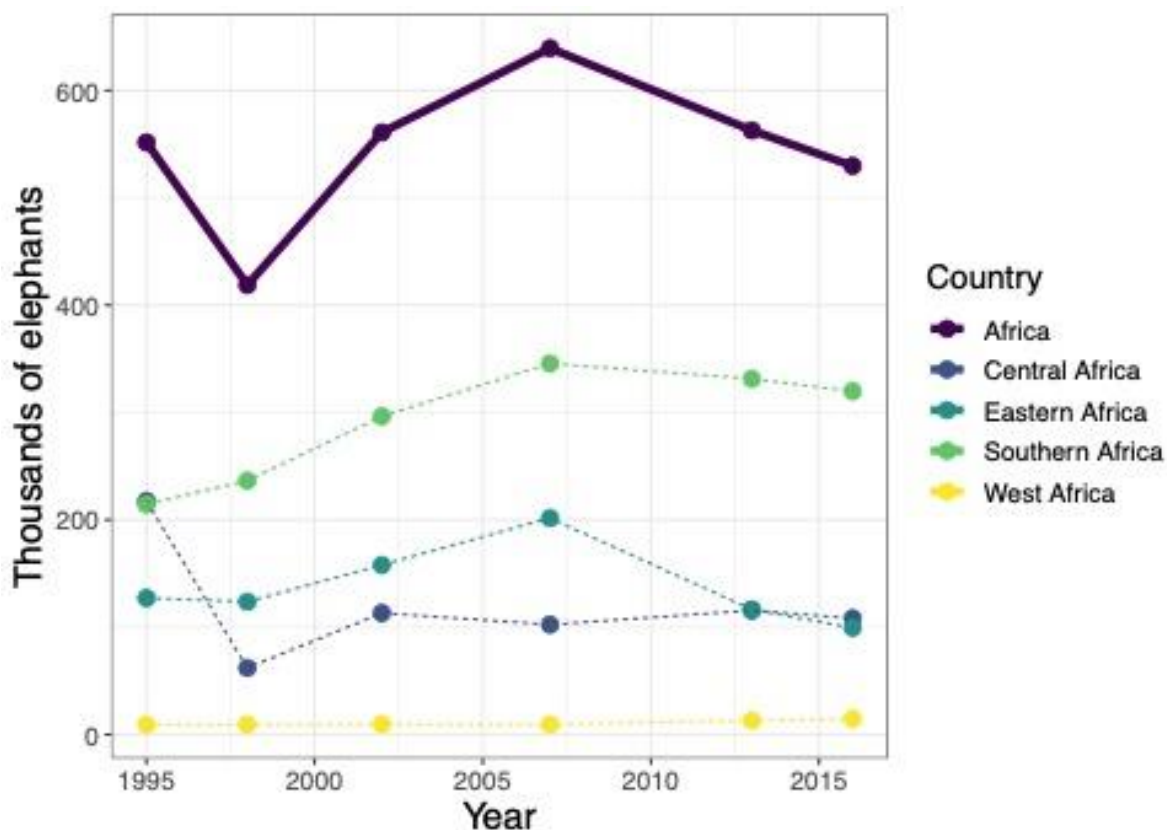 Thousands of elephants
600
400
200
0
1995 2000 2005 2010 2015
Year
Country
Africa
Central Africa
Eastern Africa
Southern Africa
West Africa